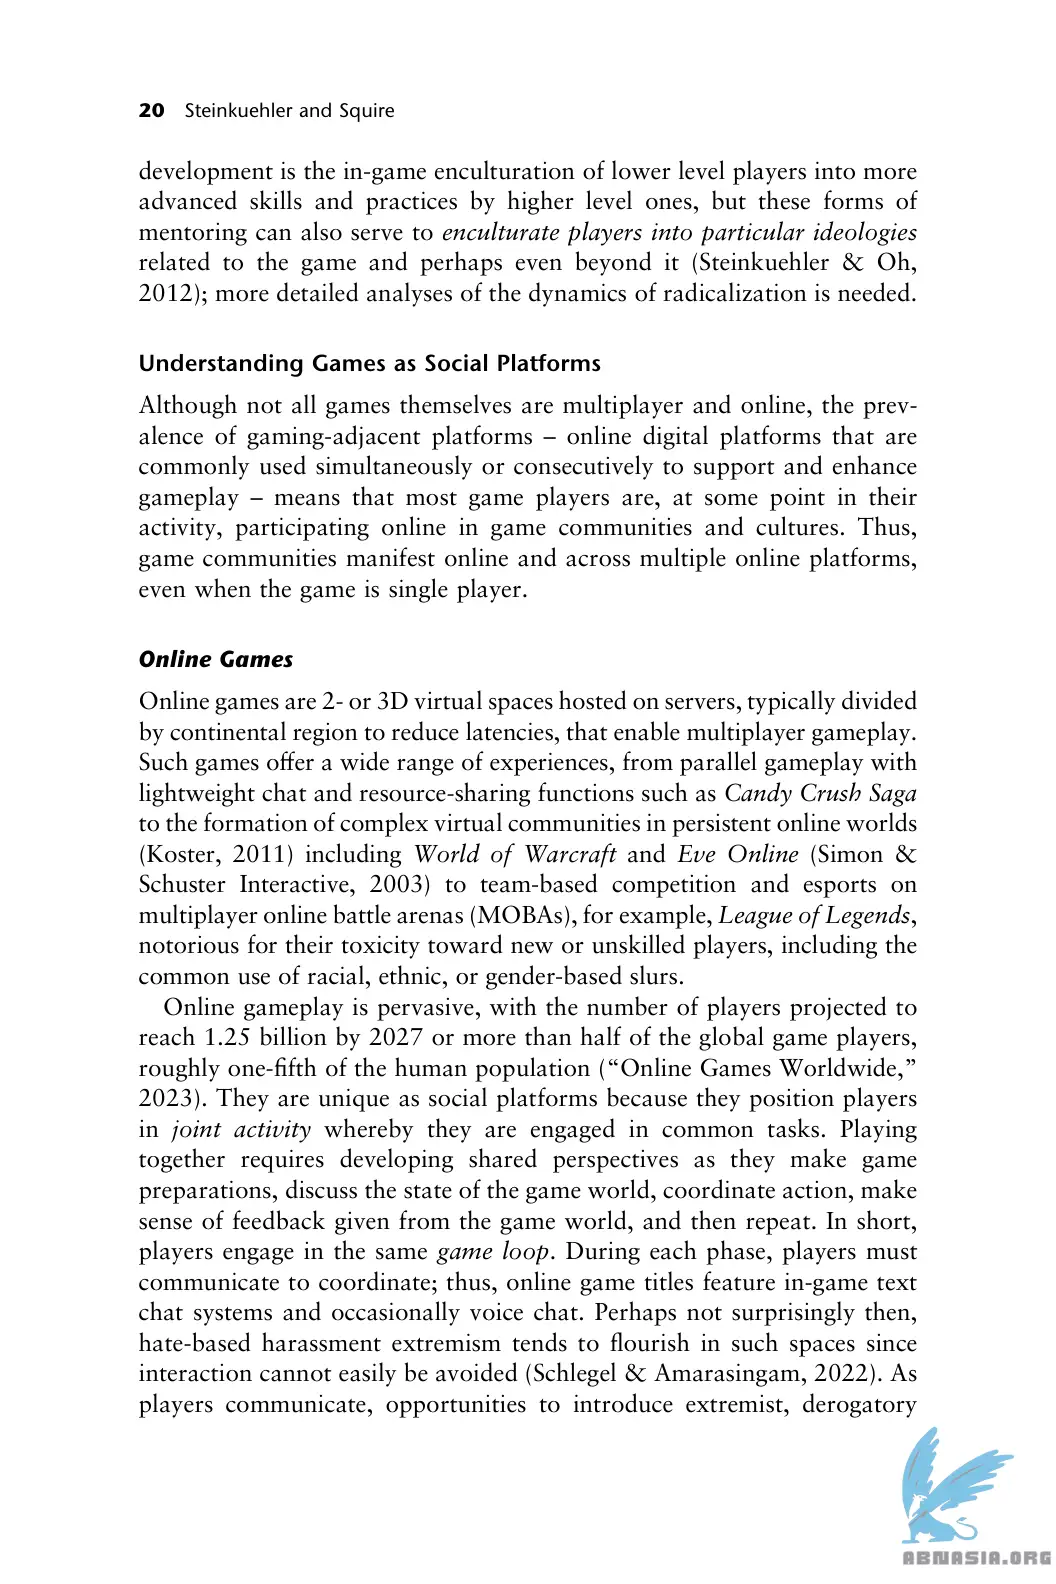 20 Steinkuehler and Squire
development is the in-game enculturation of lower level players into more
advanced skills and practices by higher level ones, but these forms of
mentoring can also serve to enculturate players into particular ideologies
related to the game and perhaps even beyond it (Steinkuehler & Oh,
2012); more detailed analyses of the dynamics of radicalization is needed.
Understanding Games as Social Platforms
Although not all games themselves are multiplayer and online, the prev-
alence of gaming-adjacent platforms – online digital platforms that are
commonly used simultaneously or consecutively to support and enhance
gameplay – means that most game players are, at some point in their
activity, participating online in game communities and cultures. Thus,
game communities manifest online and across multiple online platforms,
even when the game is single player.
Online Games
Online games are 2- or 3D virtual spaces hosted on servers, typically divided
by continental region to reduce latencies, that enable multiplayer gameplay.
Such games offer a wide range of experiences, from parallel gameplay with
lightweight chat and resource-sharing functions such as Candy Crush Saga
to the formation of complex virtual communities in persistent online worlds
(Koster, 2011) including World of Warcraft and Eve Online (Simon &
Schuster Interactive, 2003) to team-based competition and esports on
multiplayer online battle arenas (MOBAs), for example, League of Legends,
notorious for their toxicity toward new or unskilled players, including the
common use of racial, ethnic, or gender-based slurs.
Online gameplay is pervasive, with the number of players projected to
reach 1.25 billion by 2027 or more than half of the global game players,
roughly one-fifth of the human population (“Online Games Worldwide,”
2023). They are unique as social platforms because they position players
in joint activity whereby they are engaged in common tasks. Playing
together requires developing shared perspectives as they make game
preparations, discuss the state of the game world, coordinate action, make
sense of feedback given from the game world, and then repeat. In short,
players engage in the same game loop. During each phase, players must
communicate to coordinate; thus, online game titles feature in-game text
chat systems and occasionally voice chat. Perhaps not surprisingly then,
hate-based harassment extremism tends to flourish in such spaces since
interaction cannot easily be avoided (Schlegel & Amarasingam, 2022). As
players communicate, opportunities to introduce extremist, derogatory
ABNASIA.ORG